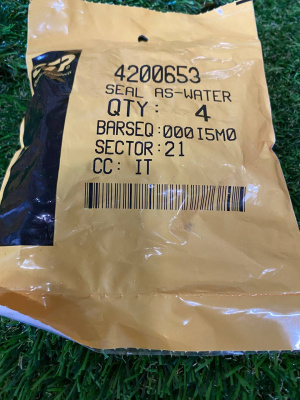 4200653
SEAL AS-WATER
QTY: 4
BARSEQ:000I5M0
SECTOR:21
CC: IT